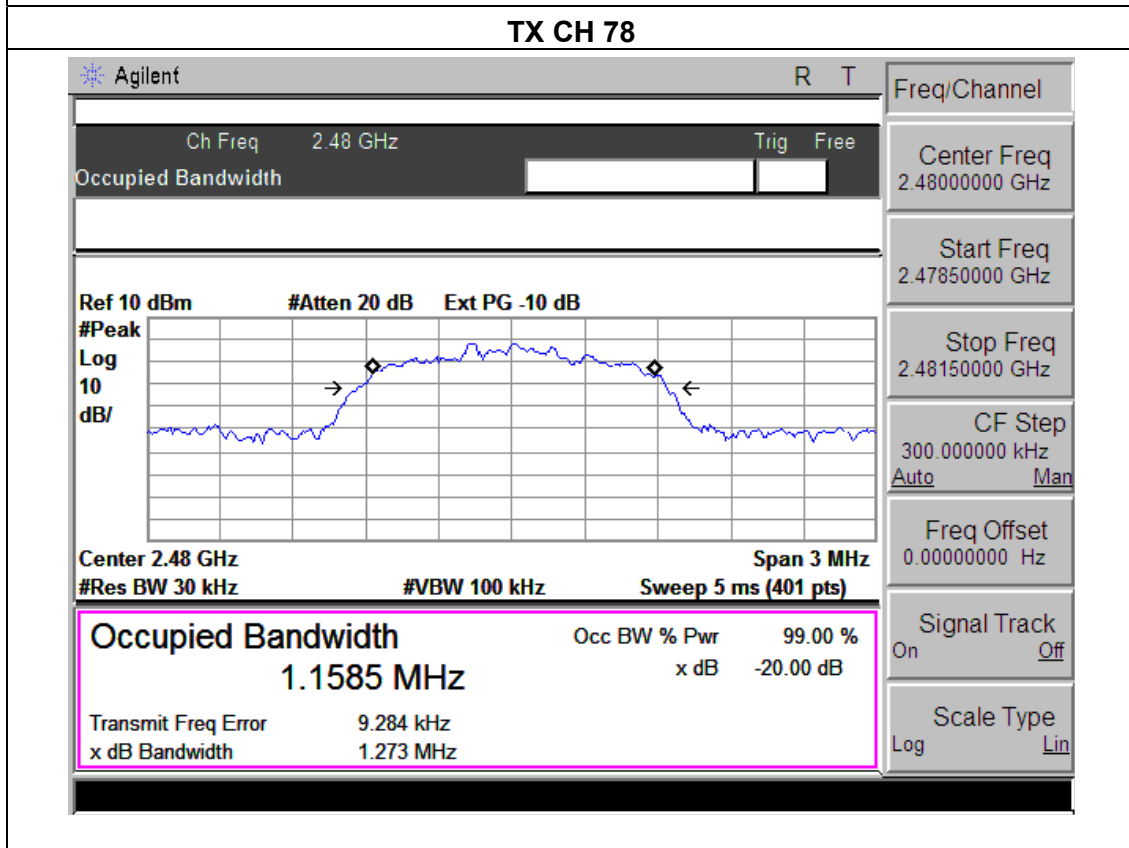 TX CH 78
Agilent R T
Freq/Channel
Ch Freq 2.48 GHz Trig Free
Occupied Bandwidth
Center Freq
2.48000000 GHz
Start Freq
2.47850000 GHz
Stop Freq
2.48150000 GHz
CF Step
300.000000 kHz
Auto Man
Freq Offset
0.00000000 Hz
Signal Track
On Off
Scale Type
Log Lin
Ref 10 dBm #Atten 20 dB Ext PG -10 dB
#Peak
Log
10
dB/
Center 2.48 GHz Span 3 MHz
#Res BW 30 kHz #VBW 100 kHz Sweep 5 ms (401 pts)
Occupied Bandwidth Occ BW % Pwr 99.00 %
1.1585 MHz x dB -20.00 dB
Transmit Freq Error 9.284 kHz
x dB Bandwidth 1.273 MHz